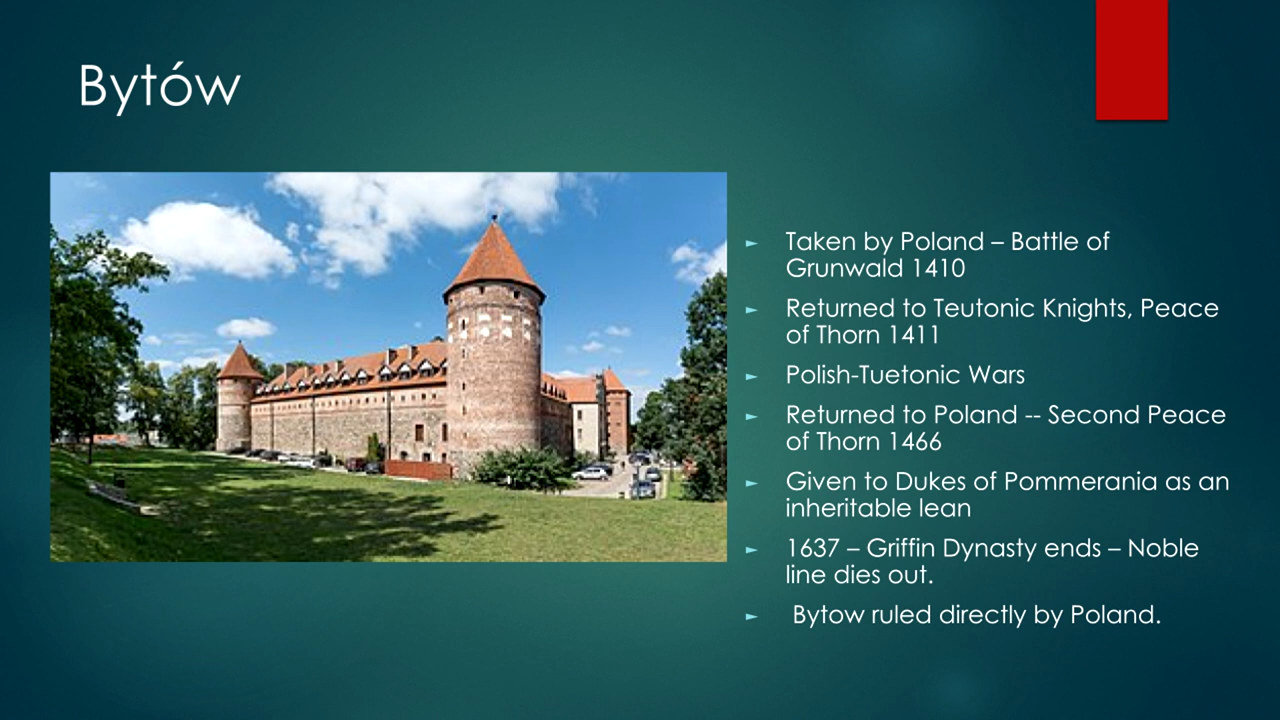 Bytów
Taken by Poland – Battle of
Grunwald 1410
Returned to Teutonic Knights, Peace
of Thorn 1411
Polish-Tuetonic Wars
Returned to Poland -- Second Peace
of Thorn 1466
Given to Dukes of Pommerania as an
inheritable lean
1637 – Griffin Dynasty ends – Noble
line dies out.
Bytow ruled directly by Poland.